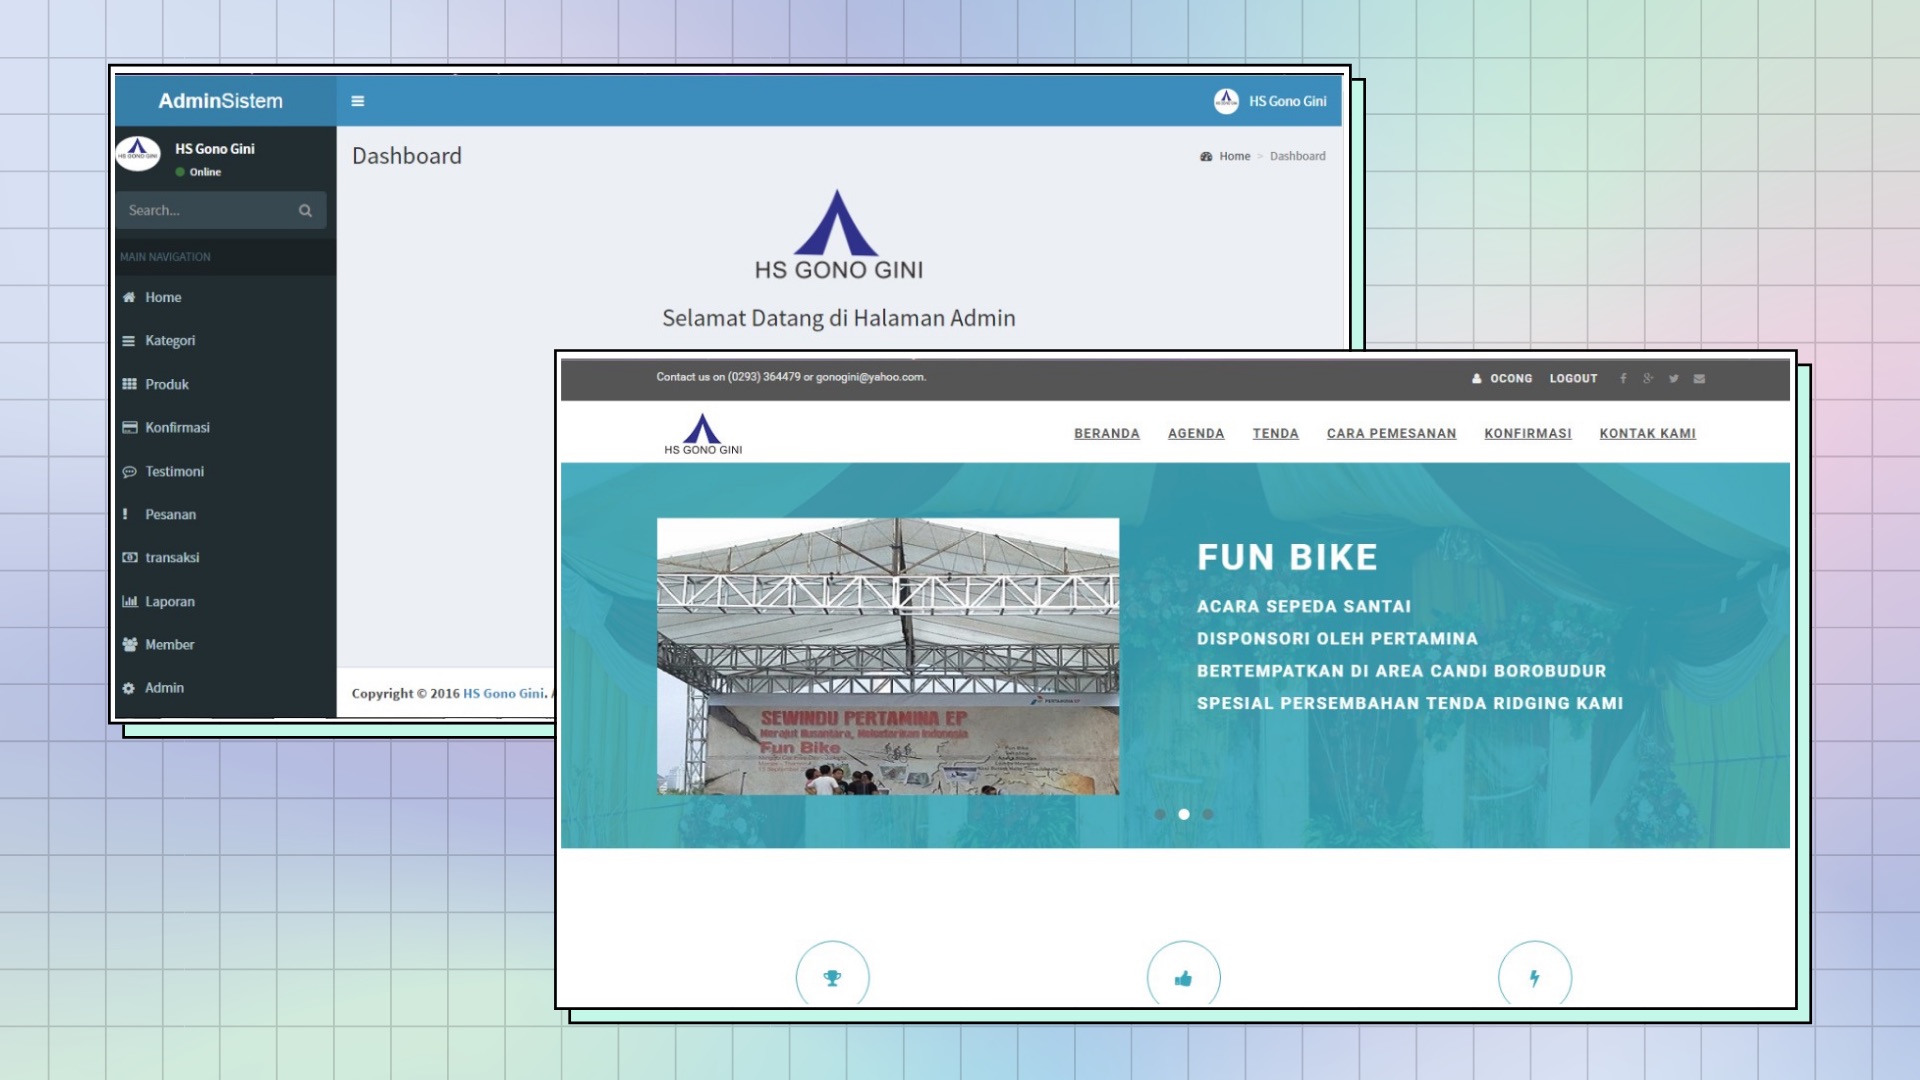 AdminSistem
HS Gono Gini
HS Gono Gini
Online
Search...
MAIN NAVIGATION
Home
Kategori
Produk
Konfirmasi
Testimoni
Pesanan
transaksi
Laporan
Member
Admin
Dashboard
Home > Dashboard
HS GONO GINI
Selamat Datang di Halaman Admin
Copyright © 2016 HS Gono Gini.
Contact us on (0293) 364479 or gonogini@yahoo.com.
OCONG LOGOUT
HS GONO GINI
BERANDA AGENDA TENDA CARA PEMESANAN KONFIRMASI KONTAK KAMI
SEWINDU PERTAMINA EP
Merajut Nusantara, Melestarikan Indonesia
Fun Bike
FUN BIKE
ACARA SEPEDA SANTAI
DISPONSORI OLEH PERTAMINA
BERTEMPATKAN DI AREA CANDI BOROBUDUR
SPESIAL PERSEMBAHAN TENDA RIDGING KAMI